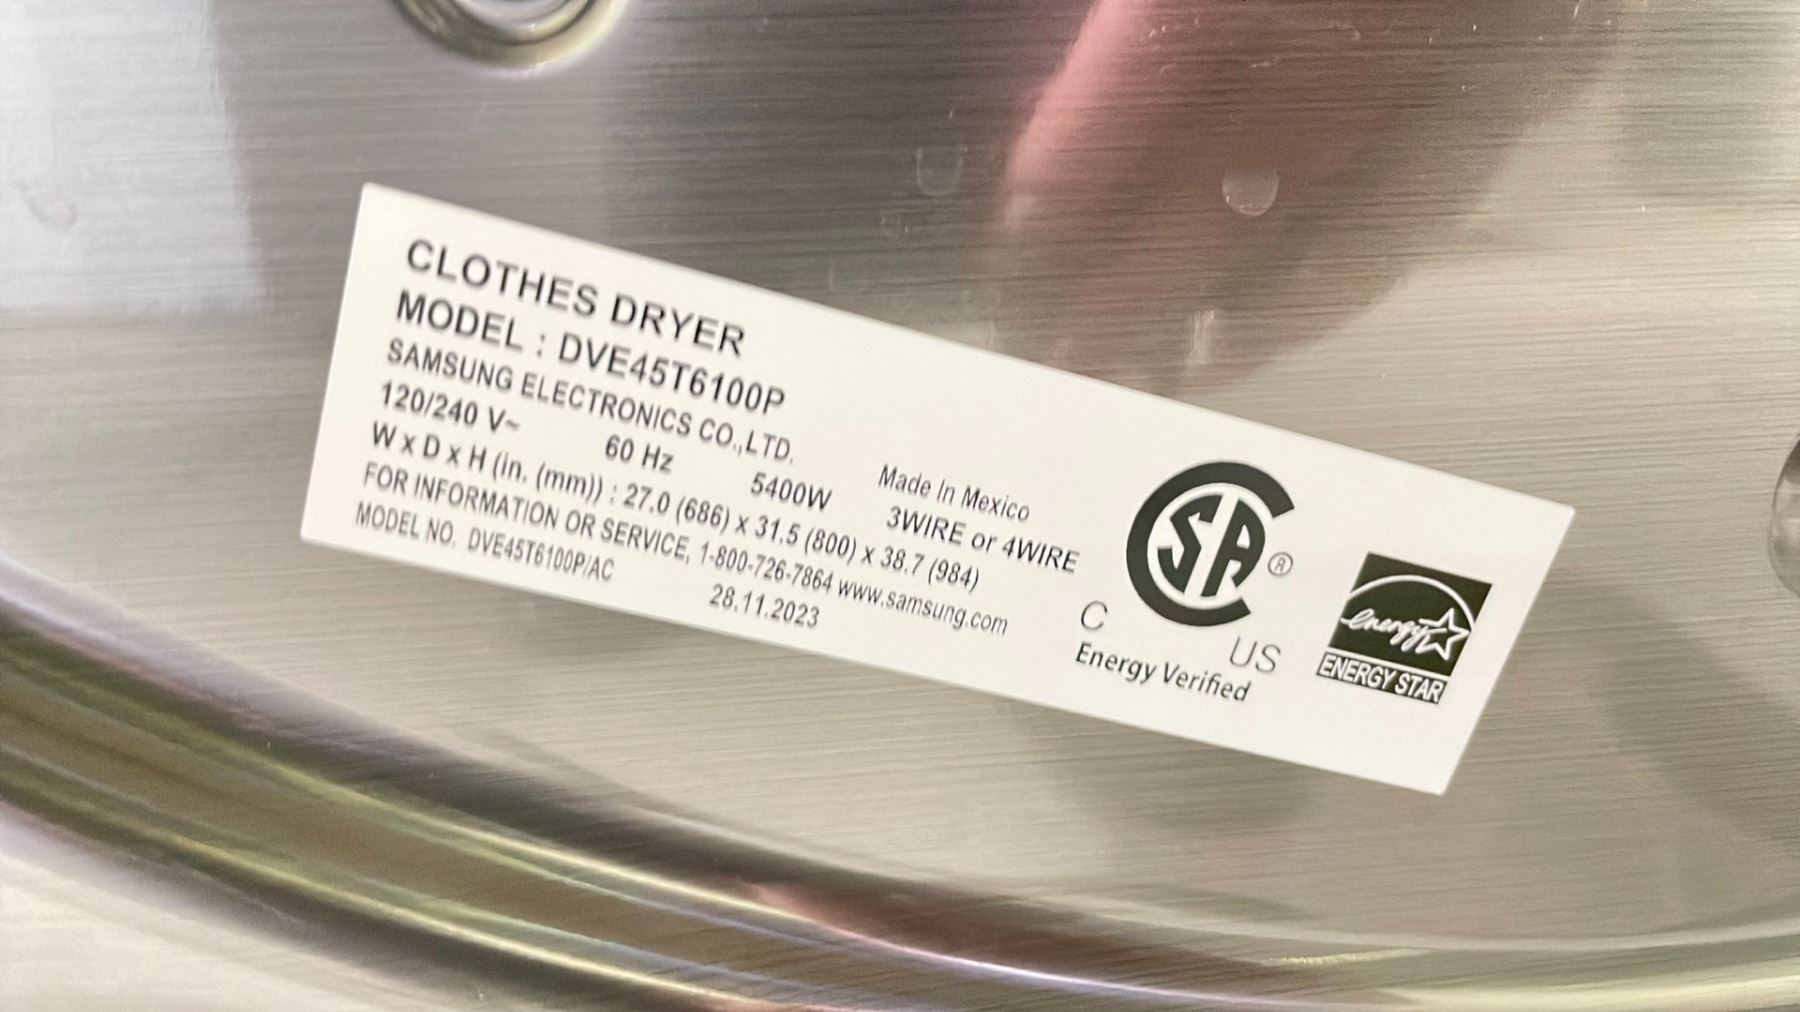 CLOTHES DRYER
MODEL : DVE45T6100P
SAMSUNG ELECTRONICS CO.,LTD.
120/240 V~ 60 Hz 5400W 3WIRE or 4WIRE
Made In Mexico
W x D x H (in. (mm)) : 27.0 (686) x 31.5 (800) x 38.7 (984)
FOR INFORMATION OR SERVICE, 1-800-726-7864 www.samsung.com
MODEL NO. DVE45T6100P/AC 28.11.2023
CSA ®
C US
Energy Verified
energy
ENERGY STAR